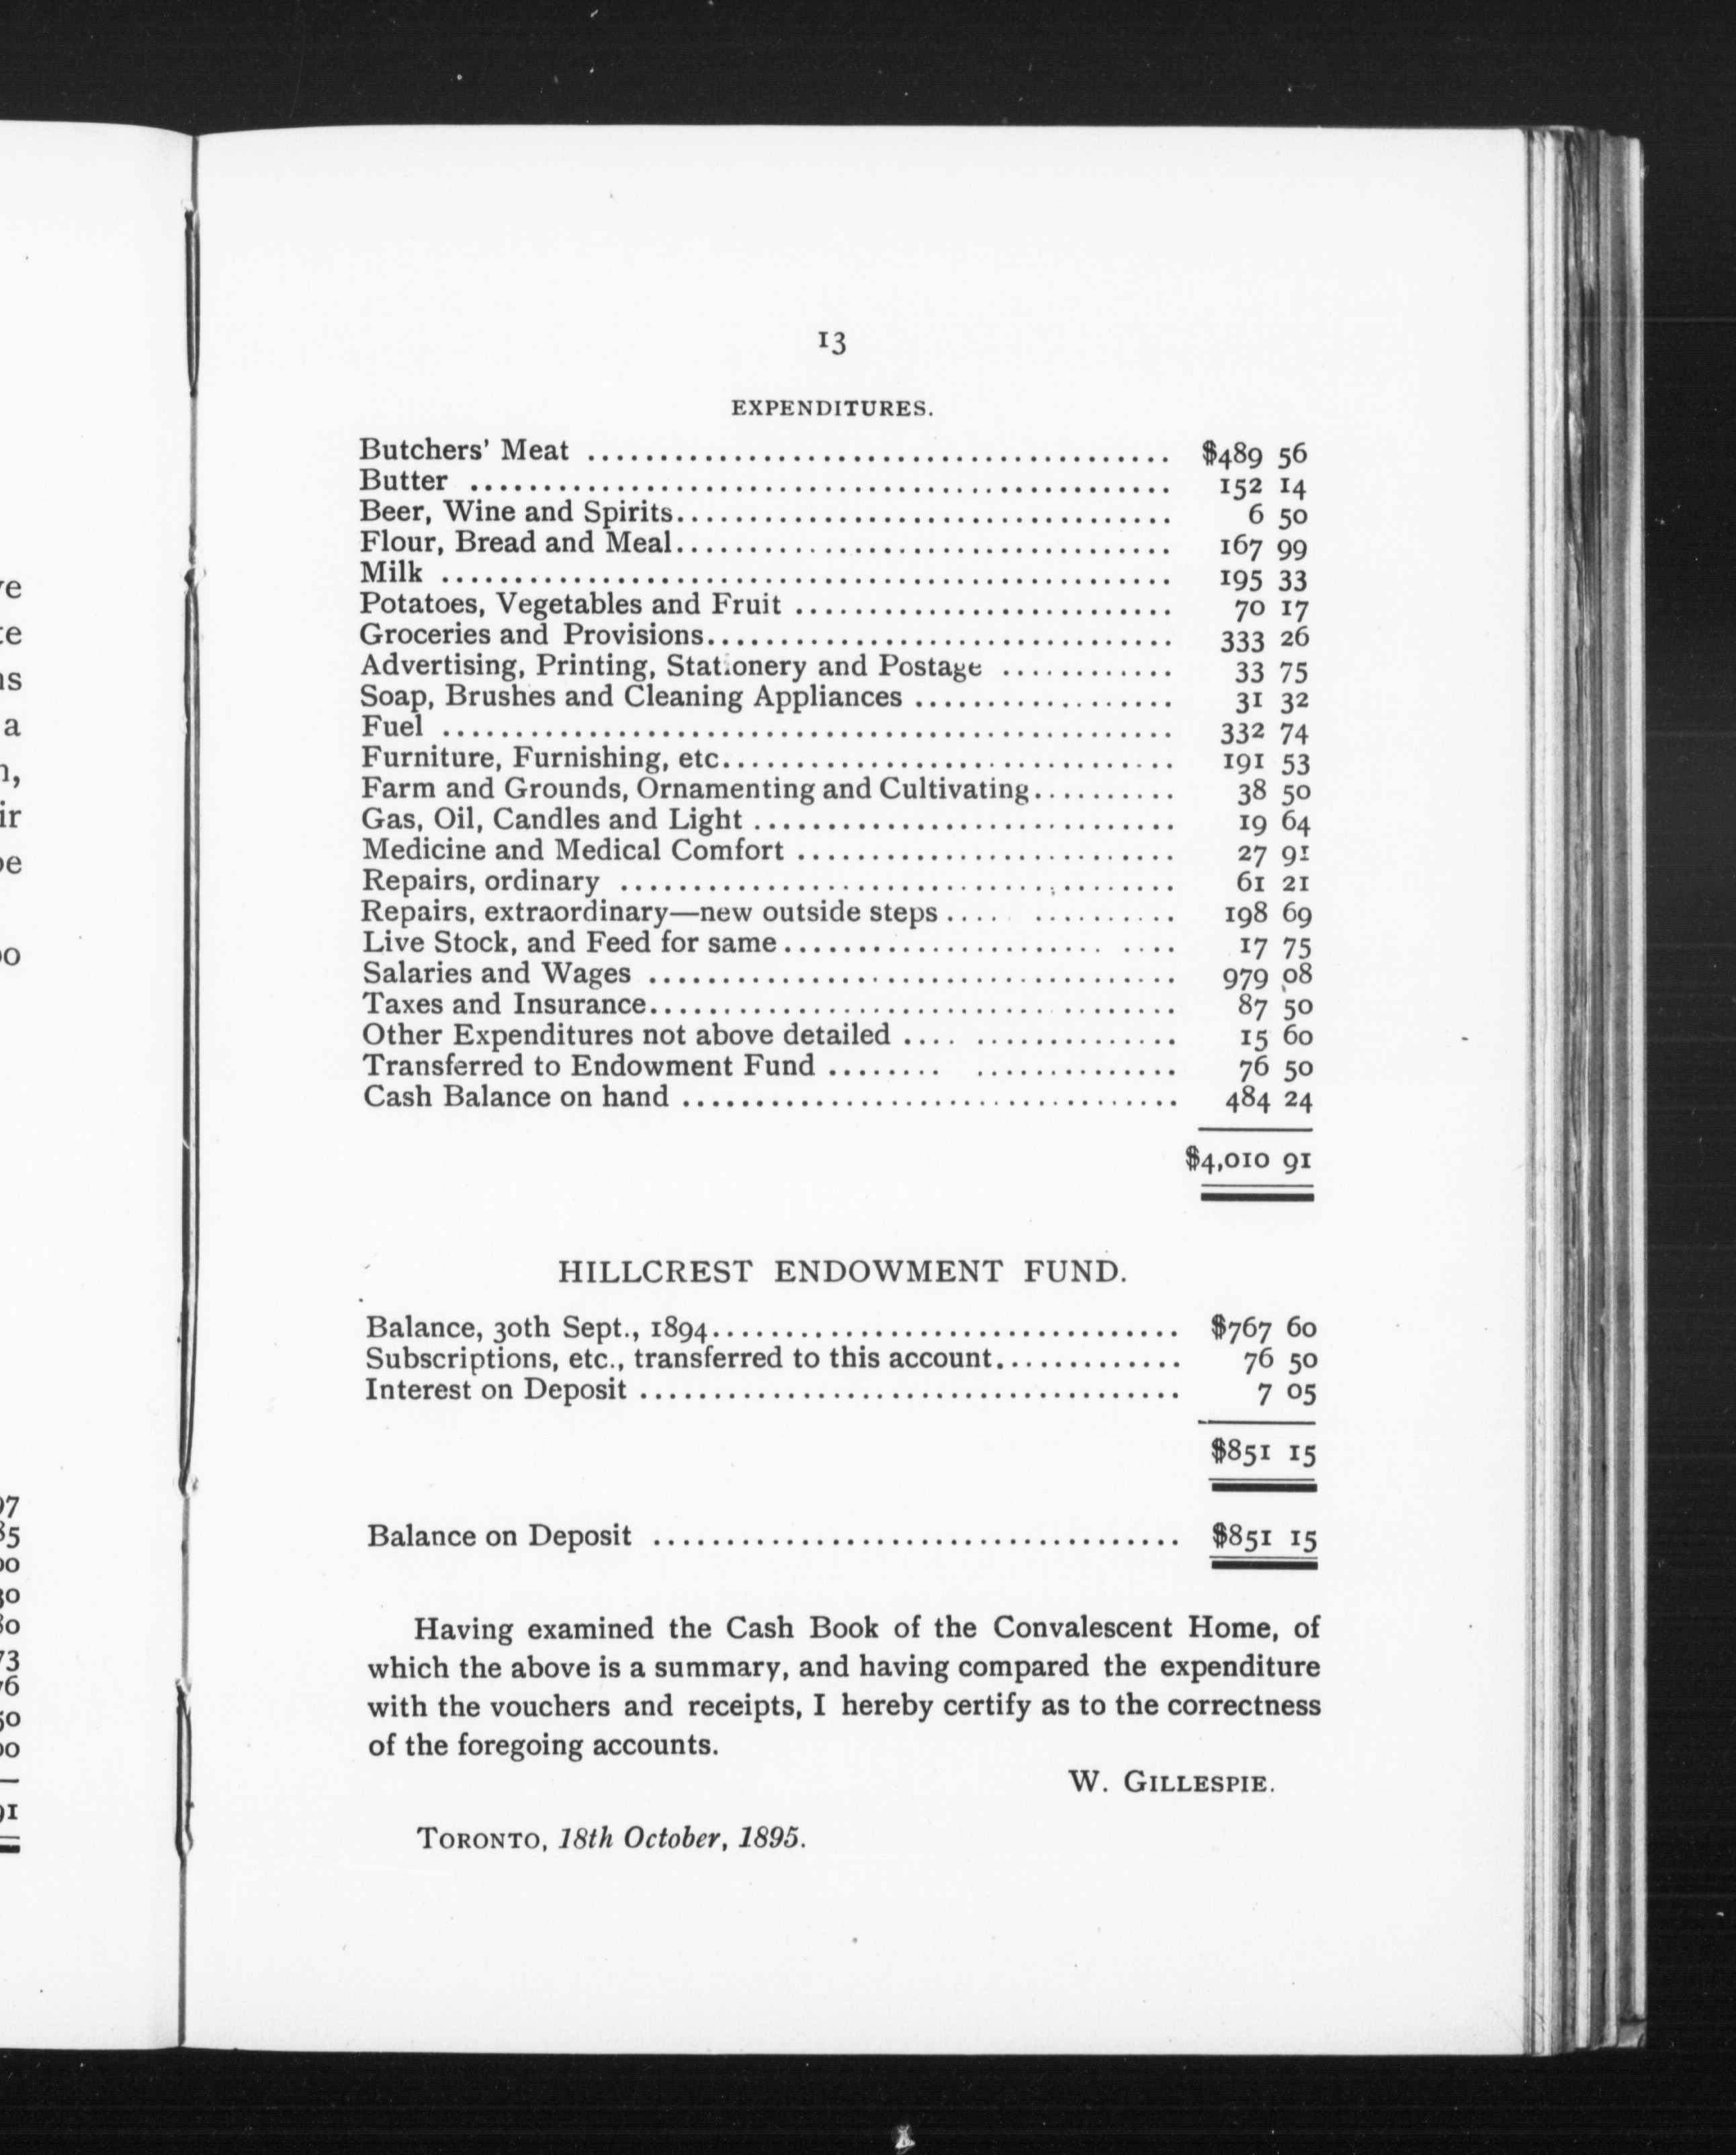 13
EXPENDITURES.
Butchers' Meat ........................................ $489 56
Butter ........................................ 152 14
Beer, Wine and Spirits........................................ 6 50
Flour, Bread and Meal........................................ 167 99
Milk ........................................ 195 33
Potatoes, Vegetables and Fruit .......................... 70 17
Groceries and Provisions................................ 333 26
Advertising, Printing, Stationery and Postage ............ 33 75
Soap, Brushes and Cleaning Appliances .................. 31 32
Fuel ........................................ 332 74
Furniture, Furnishing, etc............................... 191 53
Farm and Grounds, Ornamenting and Cultivating.......... 38 50
Gas, Oil, Candles and Light ............................. 19 64
Medicine and Medical Comfort .......................... 27 91
Repairs, ordinary ...................................... 61 21
Repairs, extraordinary—new outside steps .... .......... 198 69
Live Stock, and Feed for same...................... .... 17 75
Salaries and Wages .................................... 979 08
Taxes and Insurance.................................... 87 50
Other Expenditures not above detailed .... .............. 15 60
Transferred to Endowment Fund ........ .............. 76 50
Cash Balance on hand .................................. 484 24
$4,010 91
HILLCREST ENDOWMENT FUND.
Balance, 30th Sept., 1894................................ $767 60
Subscriptions, etc., transferred to this account............. 76 50
Interest on Deposit ..................................... 7 05
$851 15
Balance on Deposit .................................... $851 15
Having examined the Cash Book of the Convalescent Home, of
which the above is a summary, and having compared the expenditure
with the vouchers and receipts, I hereby certify as to the correctness
of the foregoing accounts.
W. GILLESPIE.
TORONTO, 18th October, 1895.